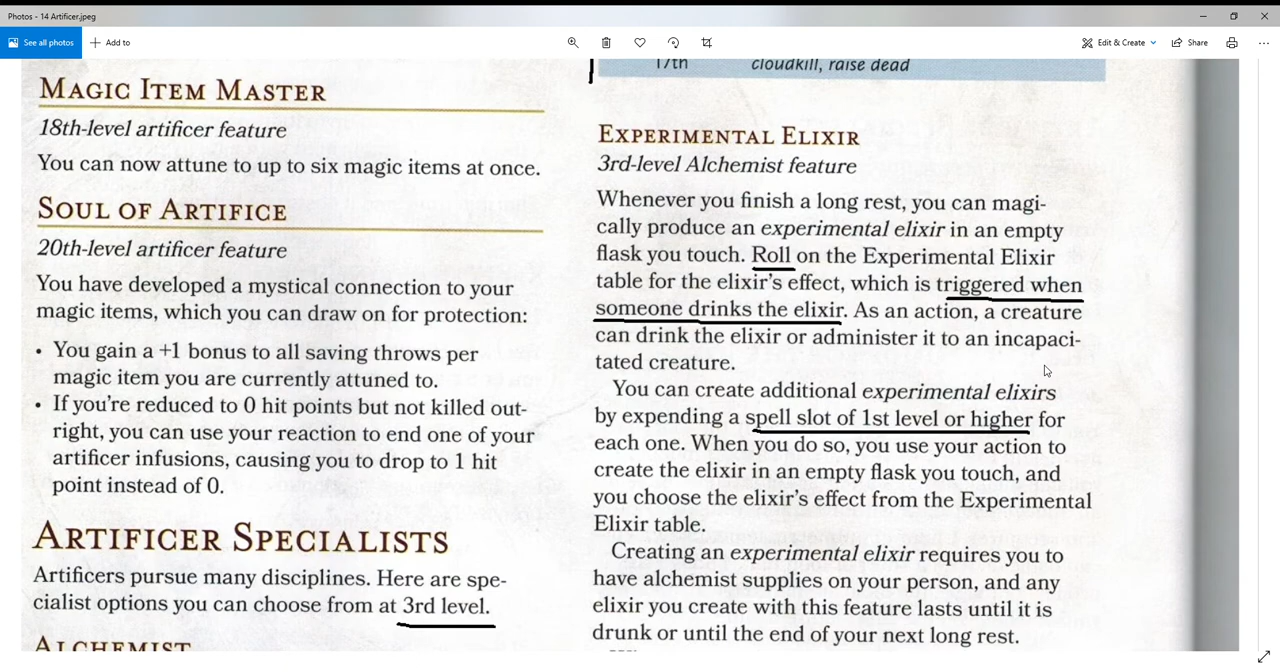 Photos - 14 Artificer.jpeg
See all photos
Add to
Edit & Create
Share
MAGIC ITEM MASTER
18th-level artificer feature
You can now attune to up to six magic items at once.
SOUL OF ARTIFICE
20th-level artificer feature
You have developed a mystical connection to your
magic items, which you can draw on for protection:
• You gain a +1 bonus to all saving throws per
magic item you are currently attuned to.
• If you're reduced to 0 hit points but not killed out-
right, you can use your reaction to end one of your
artificer infusions, causing you to drop to 1 hit
point instead of 0.
ARTIFICER SPECIALISTS
Artificers pursue many disciplines. Here are spe-
cialist options you can choose from at 3rd level.
ALCHEMIST
17th cloudkill, raise dead
EXPERIMENTAL ELIXIR
3rd-level Alchemist feature
Whenever you finish a long rest, you can magi-
cally produce an experimental elixir in an empty
flask you touch. Roll on the Experimental Elixir
table for the elixir's effect, which is triggered when
someone drinks the elixir. As an action, a creature
can drink the elixir or administer it to an incapaci-
tated creature.
You can create additional experimental elixirs
by expending a spell slot of 1st level or higher for
each one. When you do so, you use your action to
create the elixir in an empty flask you touch, and
you choose the elixir's effect from the Experimental
Elixir table.
Creating an experimental elixir requires you to
have alchemist supplies on your person, and any
elixir you create with this feature lasts until it is
drunk or until the end of your next long rest.